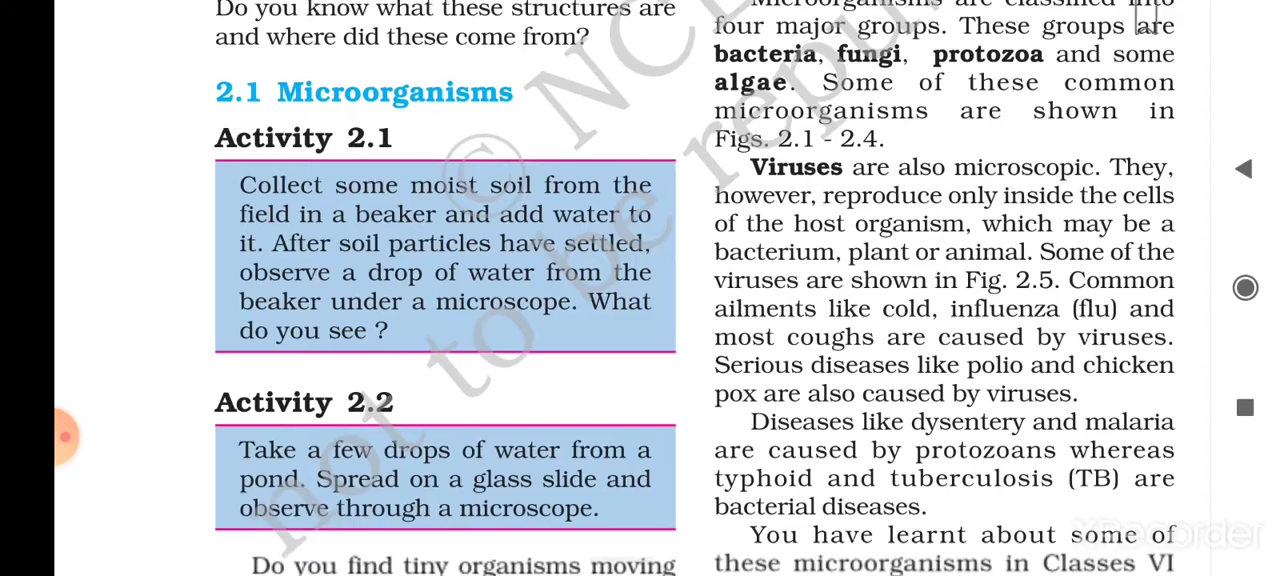 Do you know what these structures are
and where did these come from?
2.1 Microorganisms
Activity 2.1
Collect some moist soil from the
field in a beaker and add water to
it. After soil particles have settled,
observe a drop of water from the
beaker under a microscope. What
do you see ?
Activity 2.2
Take a few drops of water from a
pond. Spread on a glass slide and
observe through a microscope.
Do you find tiny organisms moving
Microorganisms are classified into
four major groups. These groups are
bacteria, fungi, protozoa and some
algae. Some of these common
microorganisms are shown in
Figs. 2.1 - 2.4.
Viruses are also microscopic. They,
however, reproduce only inside the cells
of the host organism, which may be a
bacterium, plant or animal. Some of the
viruses are shown in Fig. 2.5. Common
ailments like cold, influenza (flu) and
most coughs are caused by viruses.
Serious diseases like polio and chicken
pox are also caused by viruses.
Diseases like dysentery and malaria
are caused by protozoans whereas
typhoid and tuberculosis (TB) are
bacterial diseases.
You have learnt about some of
these microorganisms in Classes VI
not to be
XRecorder